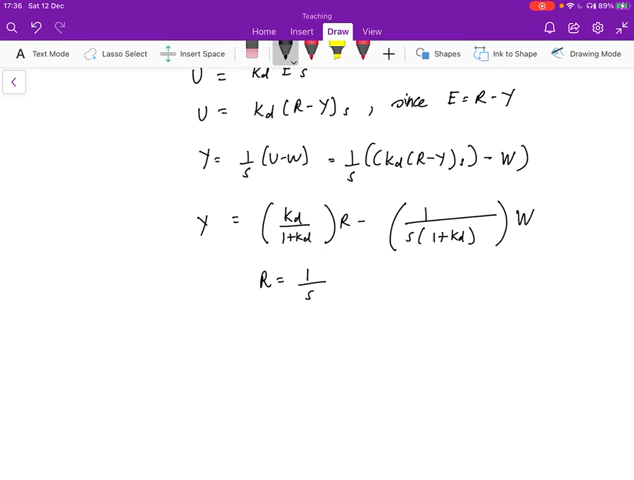 17:36 Sat 12 Dec
Teaching
89%
Home Insert Draw View
A Text Mode Lasso Select Insert Space Shapes Ink to Shape Drawing Mode
U = Kd E s
U = Kd (R-Y) s , since E = R-Y
Y = 1/s (U-W) = 1/s ((Kd(R-Y)s) - W)
Y = (Kd/(1+Kd)) R - (1/(s(1+Kd))) W
R = 1/s